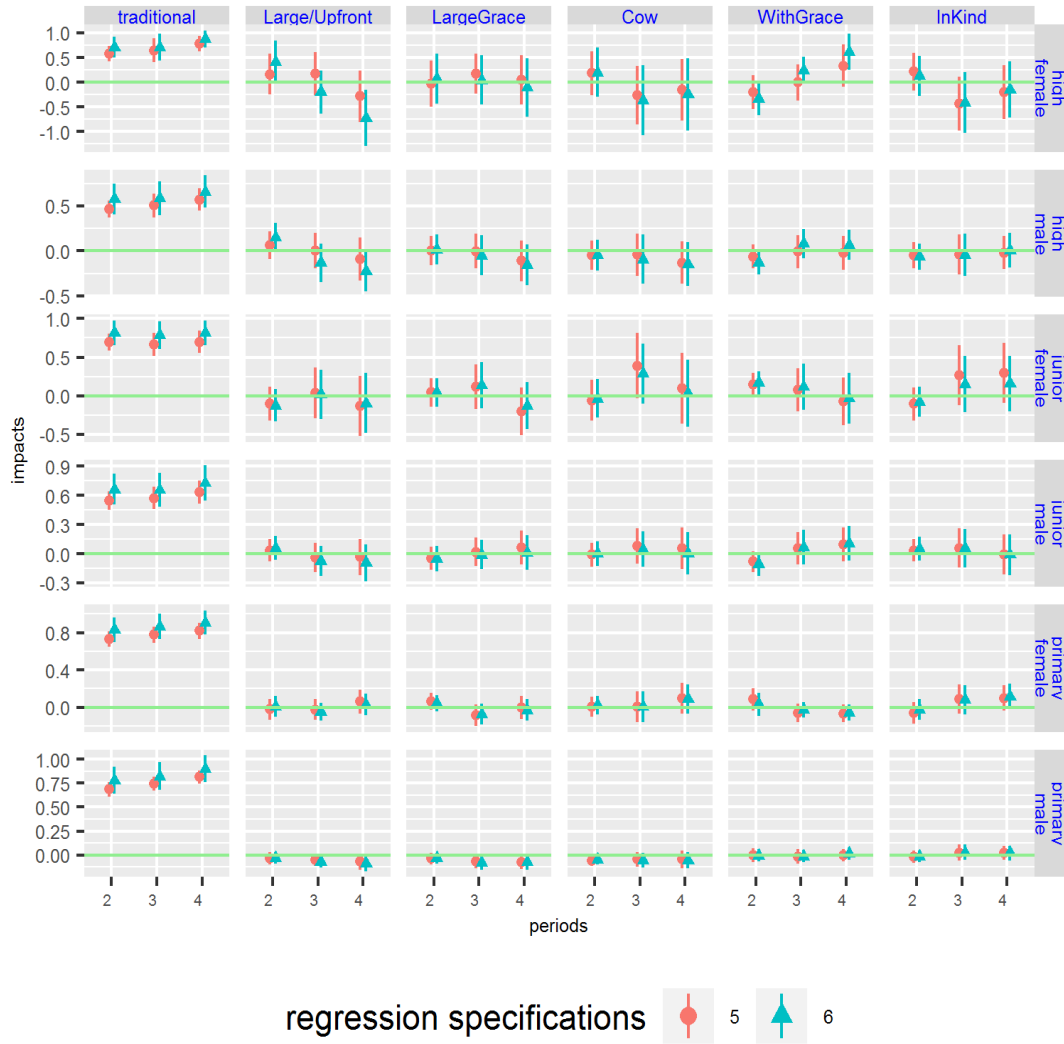 traditional Large/Upfront LargeGrace Cow WithGrace InKind
1.0
0.5
0.0
-0.5
-1.0
high
female
0.5
0.0
-0.5
high
male
1.0
0.5
0.0
-0.5
junior
female
0.9
0.6
0.3
0.0
-0.3
junior
male
0.8
0.4
0.0
primary
female
1.00
0.75
0.50
0.25
0.00
primary
male
impacts
2 3 4 2 3 4 2 3 4 2 3 4 2 3 4 2 3 4
periods
regression specifications 5 6